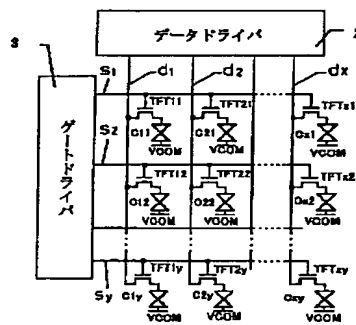 データドライバ
3
S1 d1 d2 dx
TFT11 TFT21 TFTx1
C11 C21 Cx1
VCOM VCOM VCOM
ゲートドライバ
S2
TFT12 TFT22 TFTx2
C12 C22 Cx2
VCOM VCOM VCOM
Sy TFT1y TFT2y TFTxy
C1y C2y Cxy
VCOM VCOM VCOM